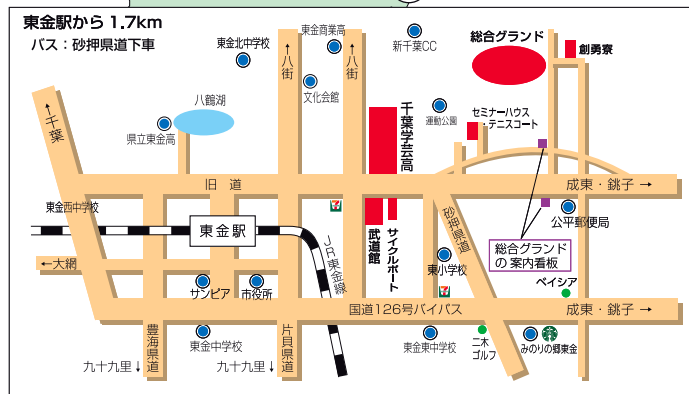 東金駅から 1.7km
バス：砂押県道下車
東金北中学校
東金商業高
新千葉CC
総合グランド
創勇寮
←八街
←八街
文化会館
運動公園
セミナーハウス
・テニスコート
←千葉
八鶴湖
県立東金高
千葉学芸高
旧道
成東・銚子 →
東金西中学校
東金駅
JR東金線
武道館
サイクルポート
砂押県道
公平郵便局
総合グランド
の 案内看板
←大網
東小学校
サンピア
市役所
ベイシア
国道126号バイパス
成東・銚子 →
豊海県道
片貝県道
東金中学校
東金東中学校
二木
ゴルフ
みのりの郷東金
九十九里↓
九十九里↓